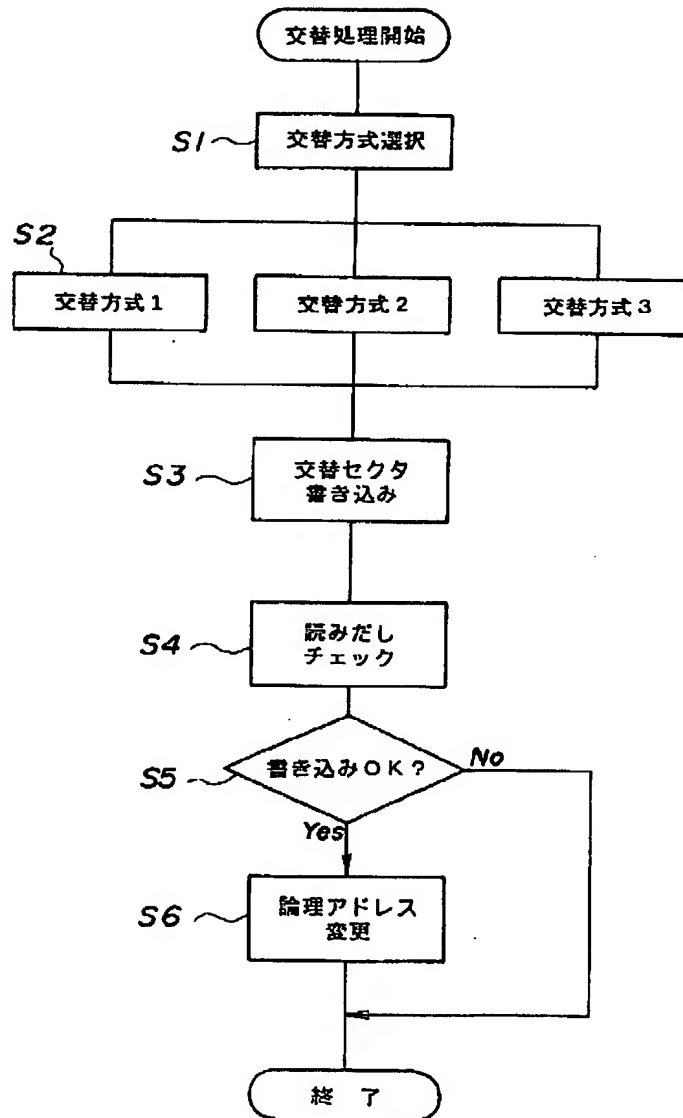 交替処理開始
S1
交替方式選択
S2
交替方式1
交替方式2
交替方式3
S3
交替セクタ
書き込み
S4
読みだし
チェック
S5
書き込みOK?
No
Yes
S6
論理アドレス
変更
終 了